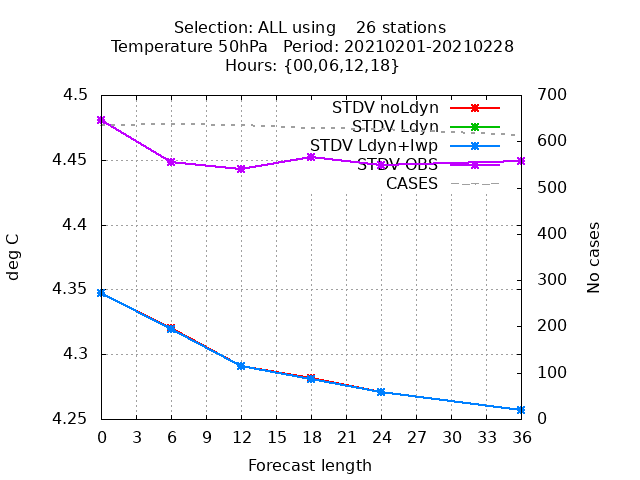 Selection: ALL using    26 stations
Temperature 50hPa   Period: 20210201-20210228
Hours: {00,06,12,18}
4.5
4.45
4.4
4.35
4.3
4.25
deg C
STDV noLdyn
STDV Ldyn
STDV Ldyn+lwp
STDV OBS
CASES
700
600
500
400
300
200
100
0
No cases
0 3 6 9 12 15 18 21 24 27 30 33 36
Forecast length